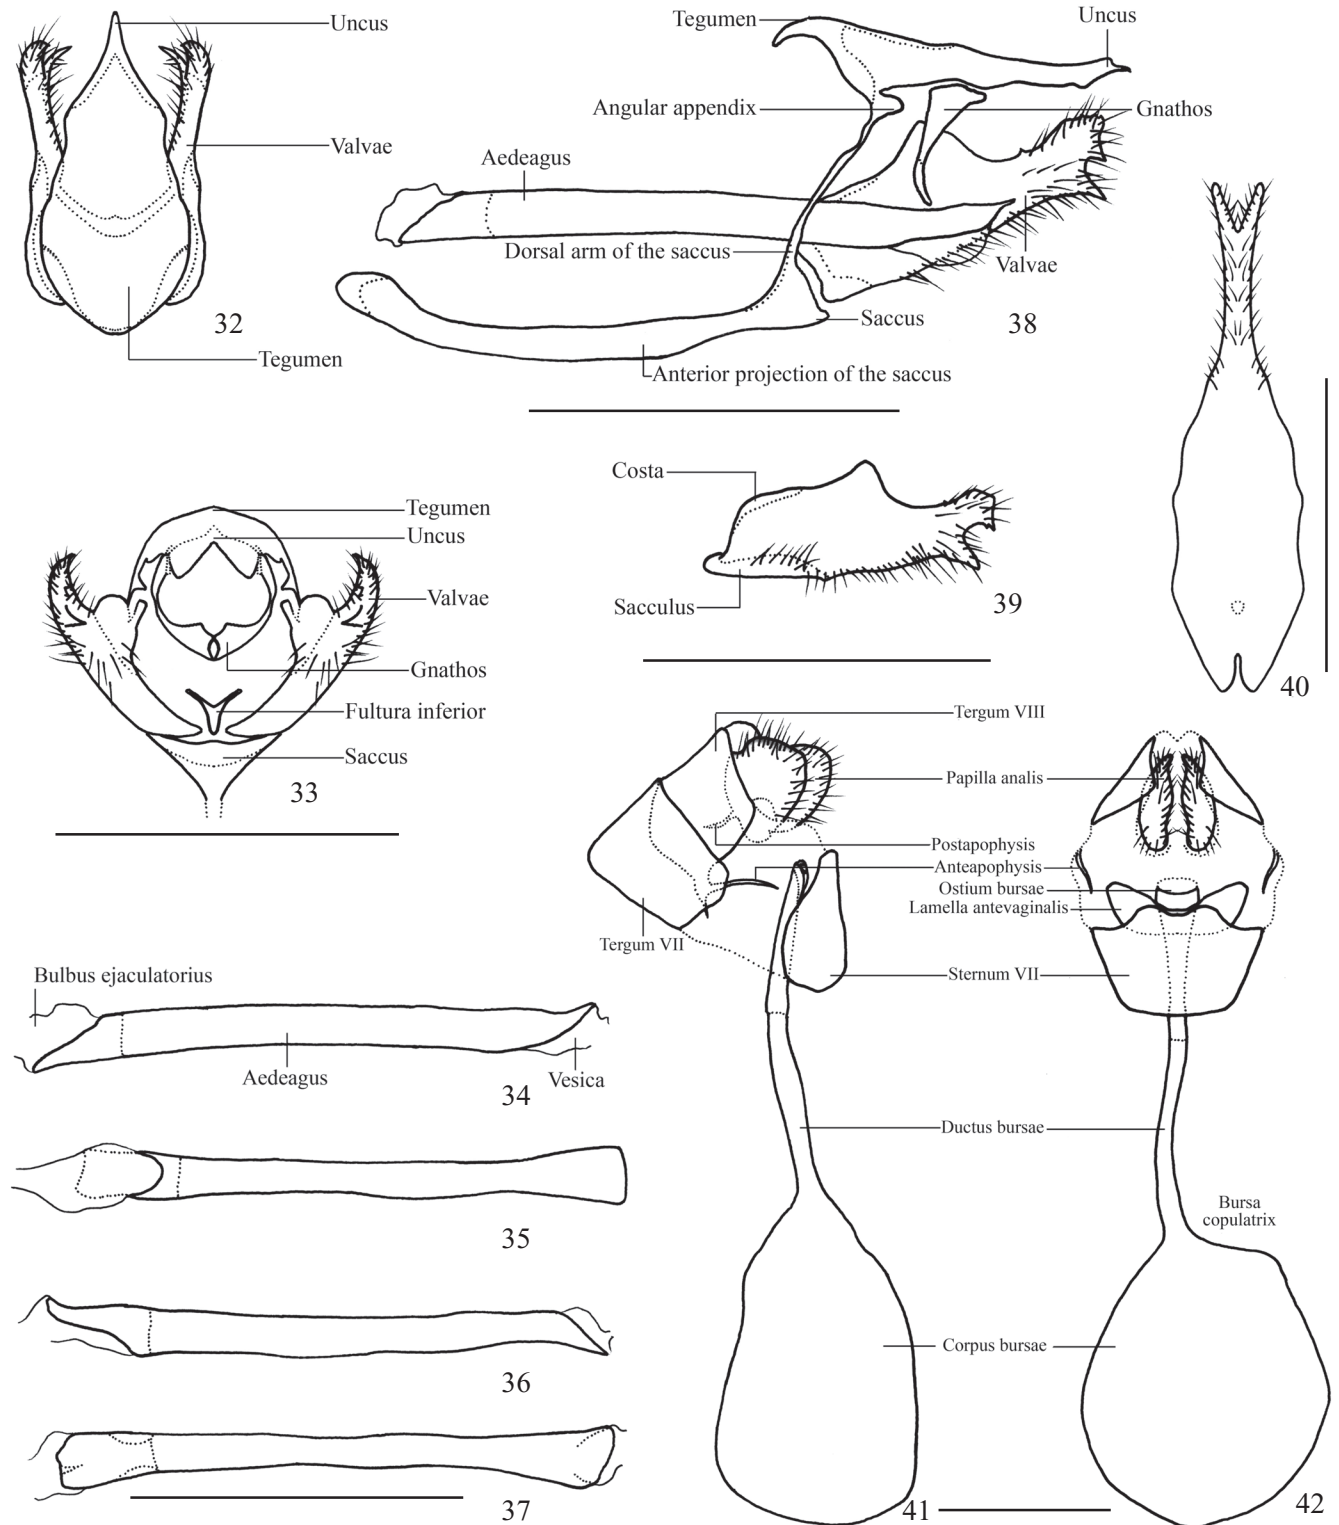 Uncus
Valvae
32
Tegumen
Tegumen
Uncus
Angular appendix
Gnathos
Aedeagus
Dorsal arm of the saccus
Valvae
Saccus
38
Anterior projection of the saccus
Tegumen
Uncus
Valvae
Gnathos
Fultura inferior
Saccus
33
Costa
Sacculus
39
40
Tergum VIII
Papilla analis
Postapophysis
Anteapophysis
Ostium bursae
Lamella antevaginalis
Tergum VII
Sternum VII
Ductus bursae
Bursa
copulatrix
Corpus bursae
41
42
Bulbus ejaculatorius
Aedeagus
Vesica
34
35
36
37